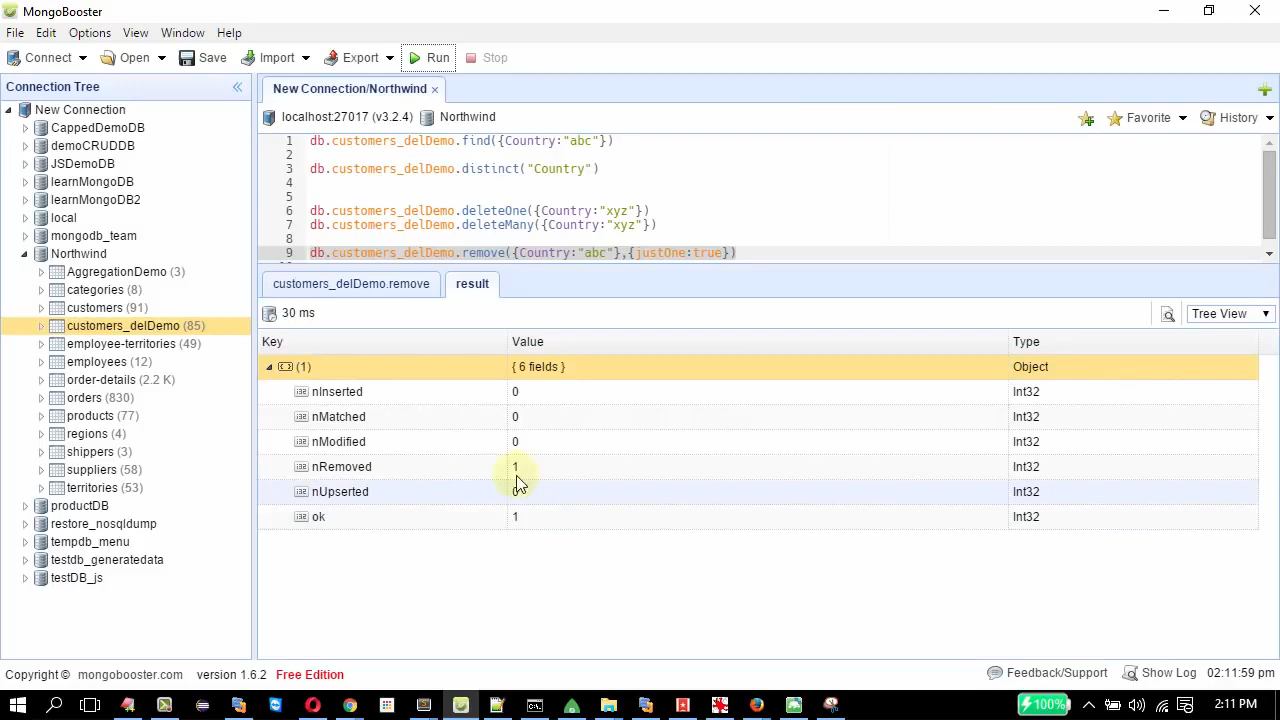 MongoBooster
File Edit Options View Window Help
Connect Open Save Import Export Run Stop
Connection Tree
New Connection
CappedDemoDB
demoCRUDDB
JSDemoDB
learnMongoDB
learnMongoDB2
local
mongodb_team
Northwind
AggregationDemo (3)
categories (8)
customers (91)
customers_delDemo (85)
employee-territories (49)
employees (12)
order-details (2.2 K)
orders (830)
products (77)
regions (4)
shippers (3)
suppliers (58)
territories (53)
productDB
restore_nosqldump
tempdb_menu
testdb_generatedata
testDB_js
New Connection/Northwind
localhost:27017 (v3.2.4) Northwind Favorite History
1 db.customers_delDemo.find({Country:"abc"})
2
3 db.customers_delDemo.distinct("Country")
4
5
6 db.customers_delDemo.deleteOne({Country:"xyz"})
7 db.customers_delDemo.deleteMany({Country:"xyz"})
8
9 db.customers_delDemo.remove({Country:"abc"},{justOne:true})
customers_delDemo.remove result
30 ms Tree View
Key Value Type
(1) { 6 fields } Object
nInserted 0 Int32
nMatched 0 Int32
nModified 0 Int32
nRemoved 1 Int32
nUpserted 0 Int32
ok 1 Int32
Copyright © mongobooster.com version 1.6.2 Free Edition Feedback/Support Show Log 02:11:59 pm
100% 2:11 PM